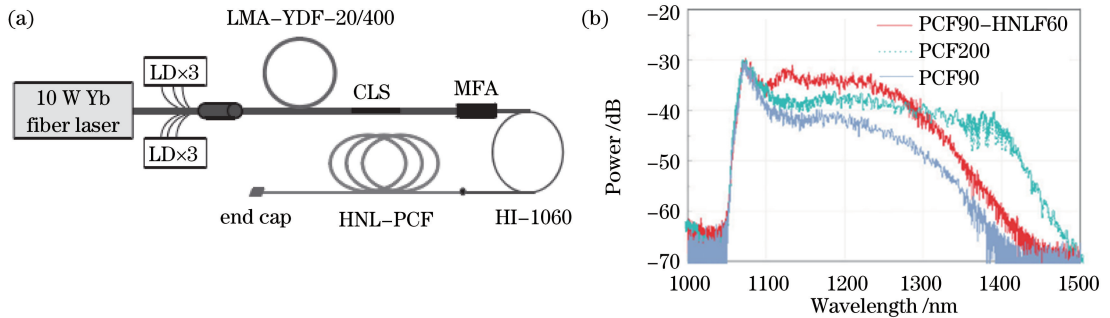 (a)
LMA-YDF-20/400
LD×3
10 W Yb
fiber laser
LD×3
CLS
MFA
end cap
HNL-PCF
HI-1060
(b)
-20
-30
-40
-50
-60
-70
Power /dB
PCF90-HNLF60
PCF200
PCF90
1000
1100
1200
1300
1400
1500
Wavelength /nm